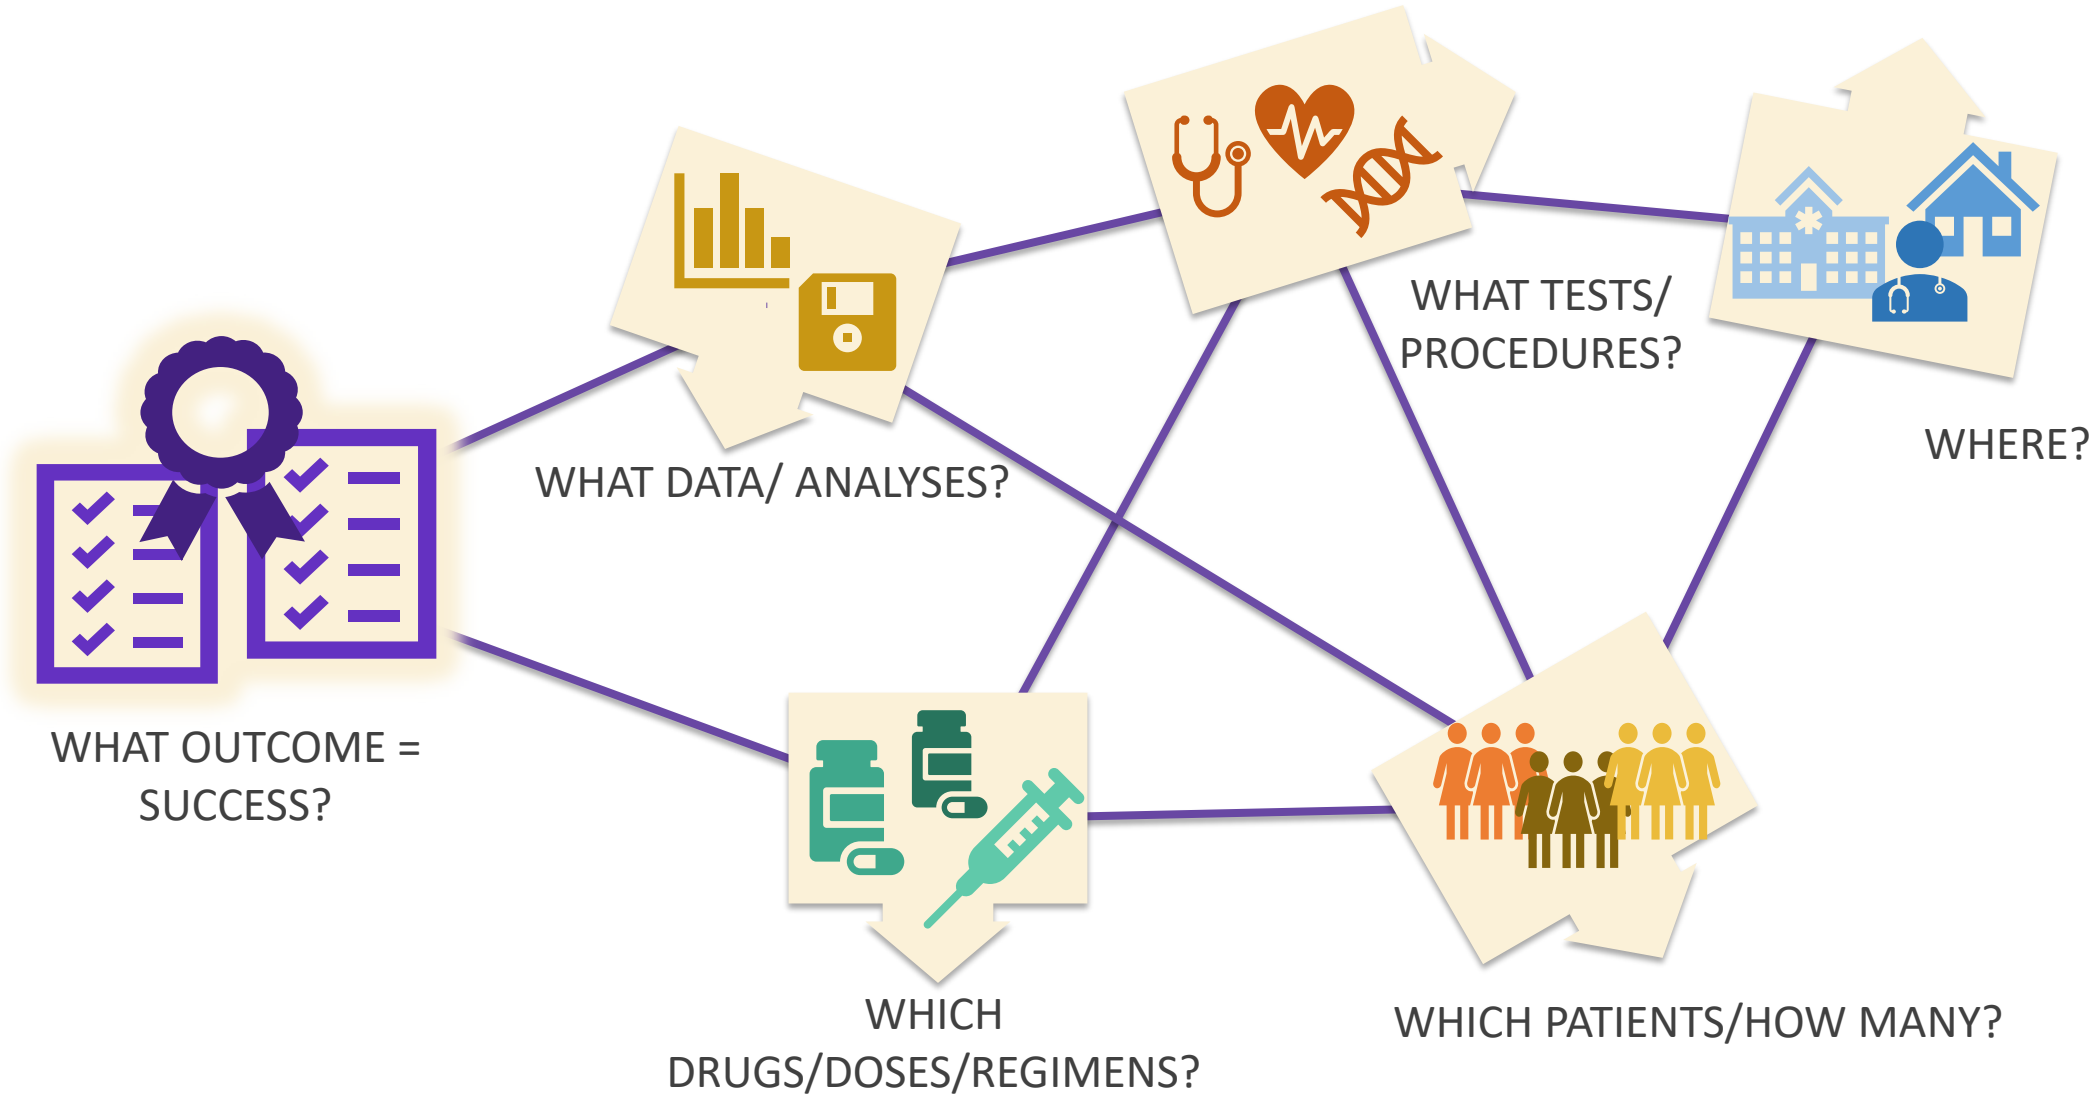 WHAT TESTS/
PROCEDURES?
WHERE?
WHAT DATA/ ANALYSES?
WHAT OUTCOME =
SUCCESS?
WHICH
DRUGS/DOSES/REGIMENS?
WHICH PATIENTS/HOW MANY?